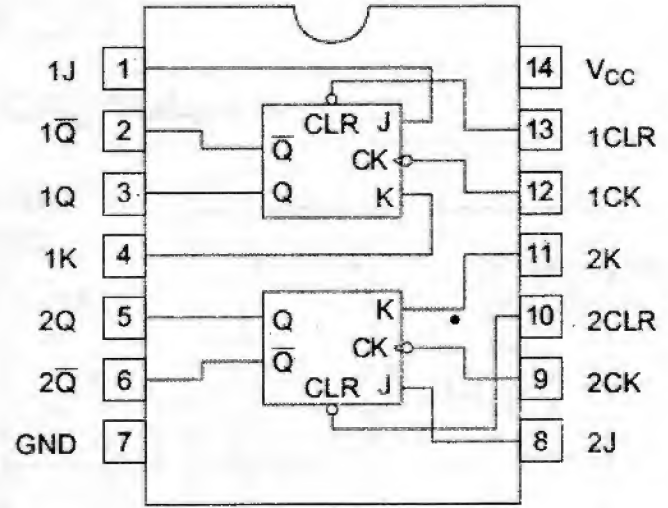 1J 1 14 V_CC
CLR J
1Q̅ 2 13 1CLR
Q̅
CK
1Q 3 Q K 12 1CK
1K 4 11 2K
2Q 5 Q K 10 2CLR
Q̅ CK
2Q̅ 6 9 2CK
CLR J
GND 7 8 2J